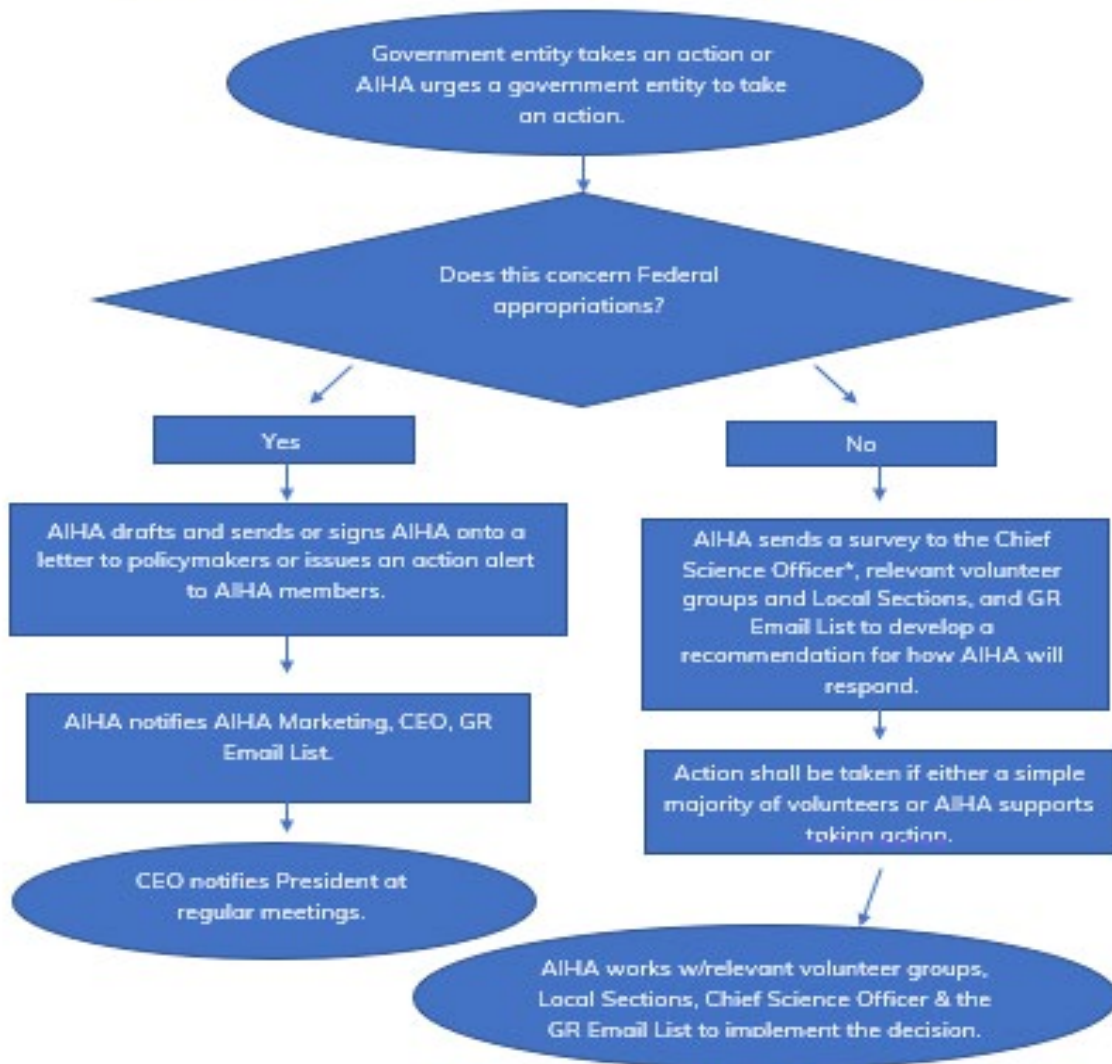 Government entity takes an action or
AIHA urges a government entity to take
an action.
Does this concern Federal
appropriations?
Yes
AIHA drafts and sends or signs AIHA onto a
letter to policymakers or issues an action alert
to AIHA members.
AIHA notifies AIHA Marketing, CEO, GR
Email List.
CEO notifies President at
regular meetings.
No
AIHA sends a survey to the Chief
Science Officer*, relevant volunteer
groups and Local Sections, and GR
Email List to develop a
recommendation for how AIHA will
respond.
Action shall be taken if either a simple
majority of volunteers or AIHA supports
taking action.
AIHA works w/relevant volunteer groups,
Local Sections, Chief Science Officer & the
GR Email List to implement the decision.